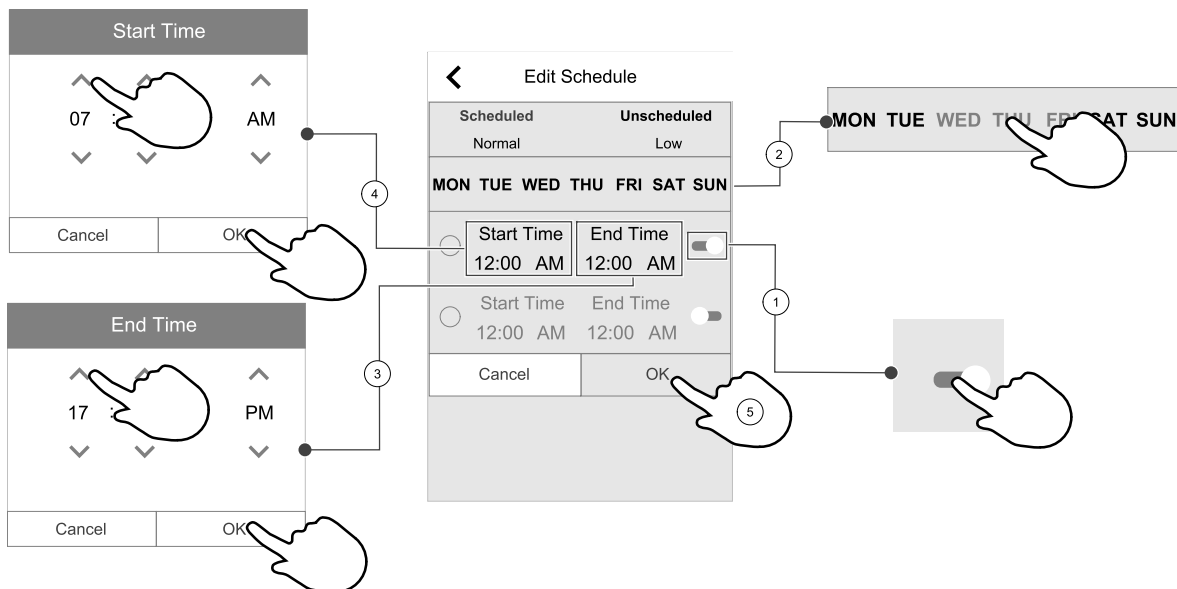 Start Time
07 : AM
Cancel OK
4
End Time
17 : PM
Cancel OK
3
Edit Schedule
Scheduled Unscheduled
Normal Low
MON TUE WED THU FRI SAT SUN
Start Time End Time
12:00 AM 12:00 AM
Start Time End Time
12:00 AM 12:00 AM
Cancel OK
5
2
MON TUE WED THU FRI SAT SUN
1